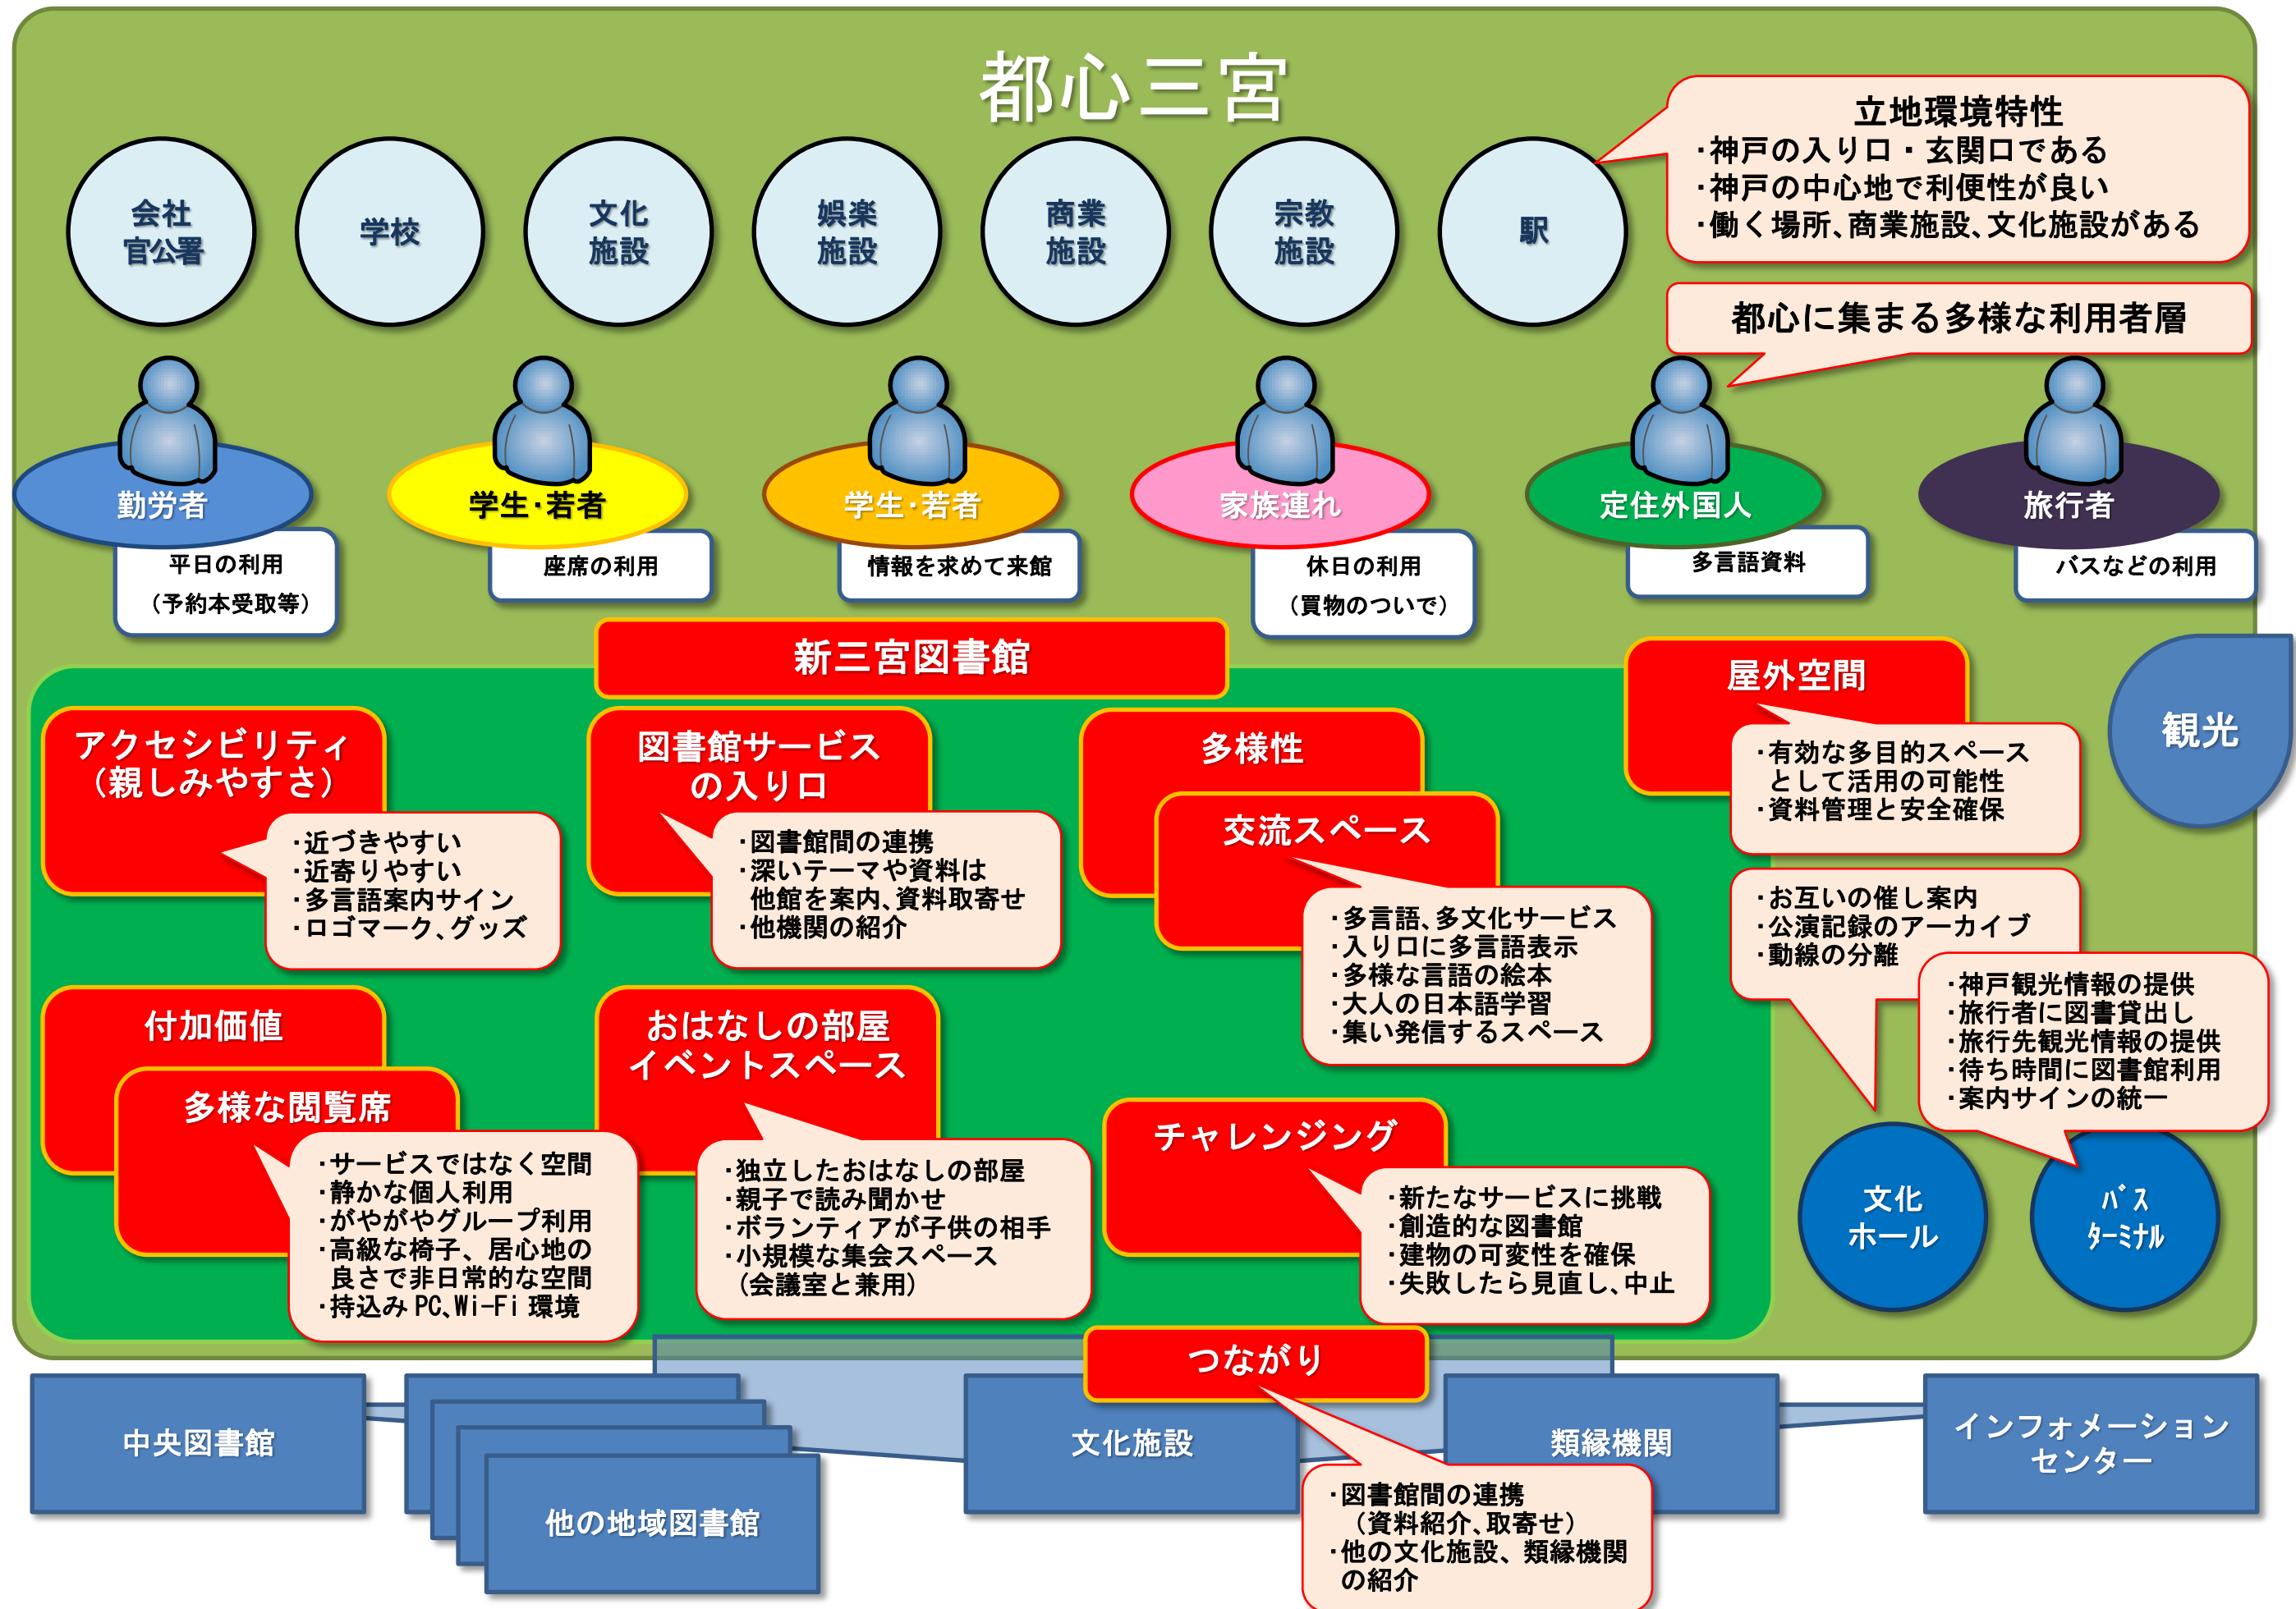 都心三宮
立地環境特性
・神戸の入り口・玄関口である
・神戸の中心地で利便性が良い
・働く場所、商業施設、文化施設がある
会社
官公署
学校
文化
施設
娯楽
施設
商業
施設
宗教
施設
駅
都心に集まる多様な利用者層
勤労者
平日の利用
（予約本受取等）
学生・若者
座席の利用
学生・若者
情報を求めて来館
家族連れ
休日の利用
（買物のついで）
定住外国人
多言語資料
旅行者
バスなどの利用
新三宮図書館
アクセシビリティ
（親しみやすさ）
・近づきやすい
・近寄りやすい
・多言語案内サイン
・ロゴマーク、グッズ
図書館サービス
の入り口
・図書館間の連携
・深いテーマや資料は
他館を案内、資料取寄せ
・他機関の紹介
多様性
交流スペース
・多言語、多文化サービス
・入り口に多言語表示
・多様な言語の絵本
・大人の日本語学習
・集い発信するスペース
屋外空間
・有効な多目的スペース
として活用の可能性
・資料管理と安全確保
観光
・お互いの催し案内
・公演記録のアーカイブ
・動線の分離
・神戸観光情報の提供
・旅行者に図書貸出し
・旅行先観光情報の提供
・待ち時間に図書館利用
・案内サインの統一
付加価値
多様な閲覧席
・サービスではなく空間
・静かな個人利用
・がやがやグループ利用
・高級な椅子、居心地の
良さで非日常的な空間
・持込みPC、Wi-Fi環境
おはなしの部屋
イベントスペース
・独立したおはなしの部屋
・親子で読み聞かせ
・ボランティアが子供の相手
・小規模な集会スペース
（会議室と兼用）
チャレンジング
・新たなサービスに挑戦
・創造的な図書館
・建物の可変性を確保
・失敗したら見直し、中止
文化
ホール
ﾊﾞｽ
ﾀｰﾐﾅﾙ
つながり
・図書館間の連携
（資料紹介、取寄せ）
・他の文化施設、類縁機関
の紹介
中央図書館
他の地域図書館
文化施設
類縁機関
インフォメーション
センター